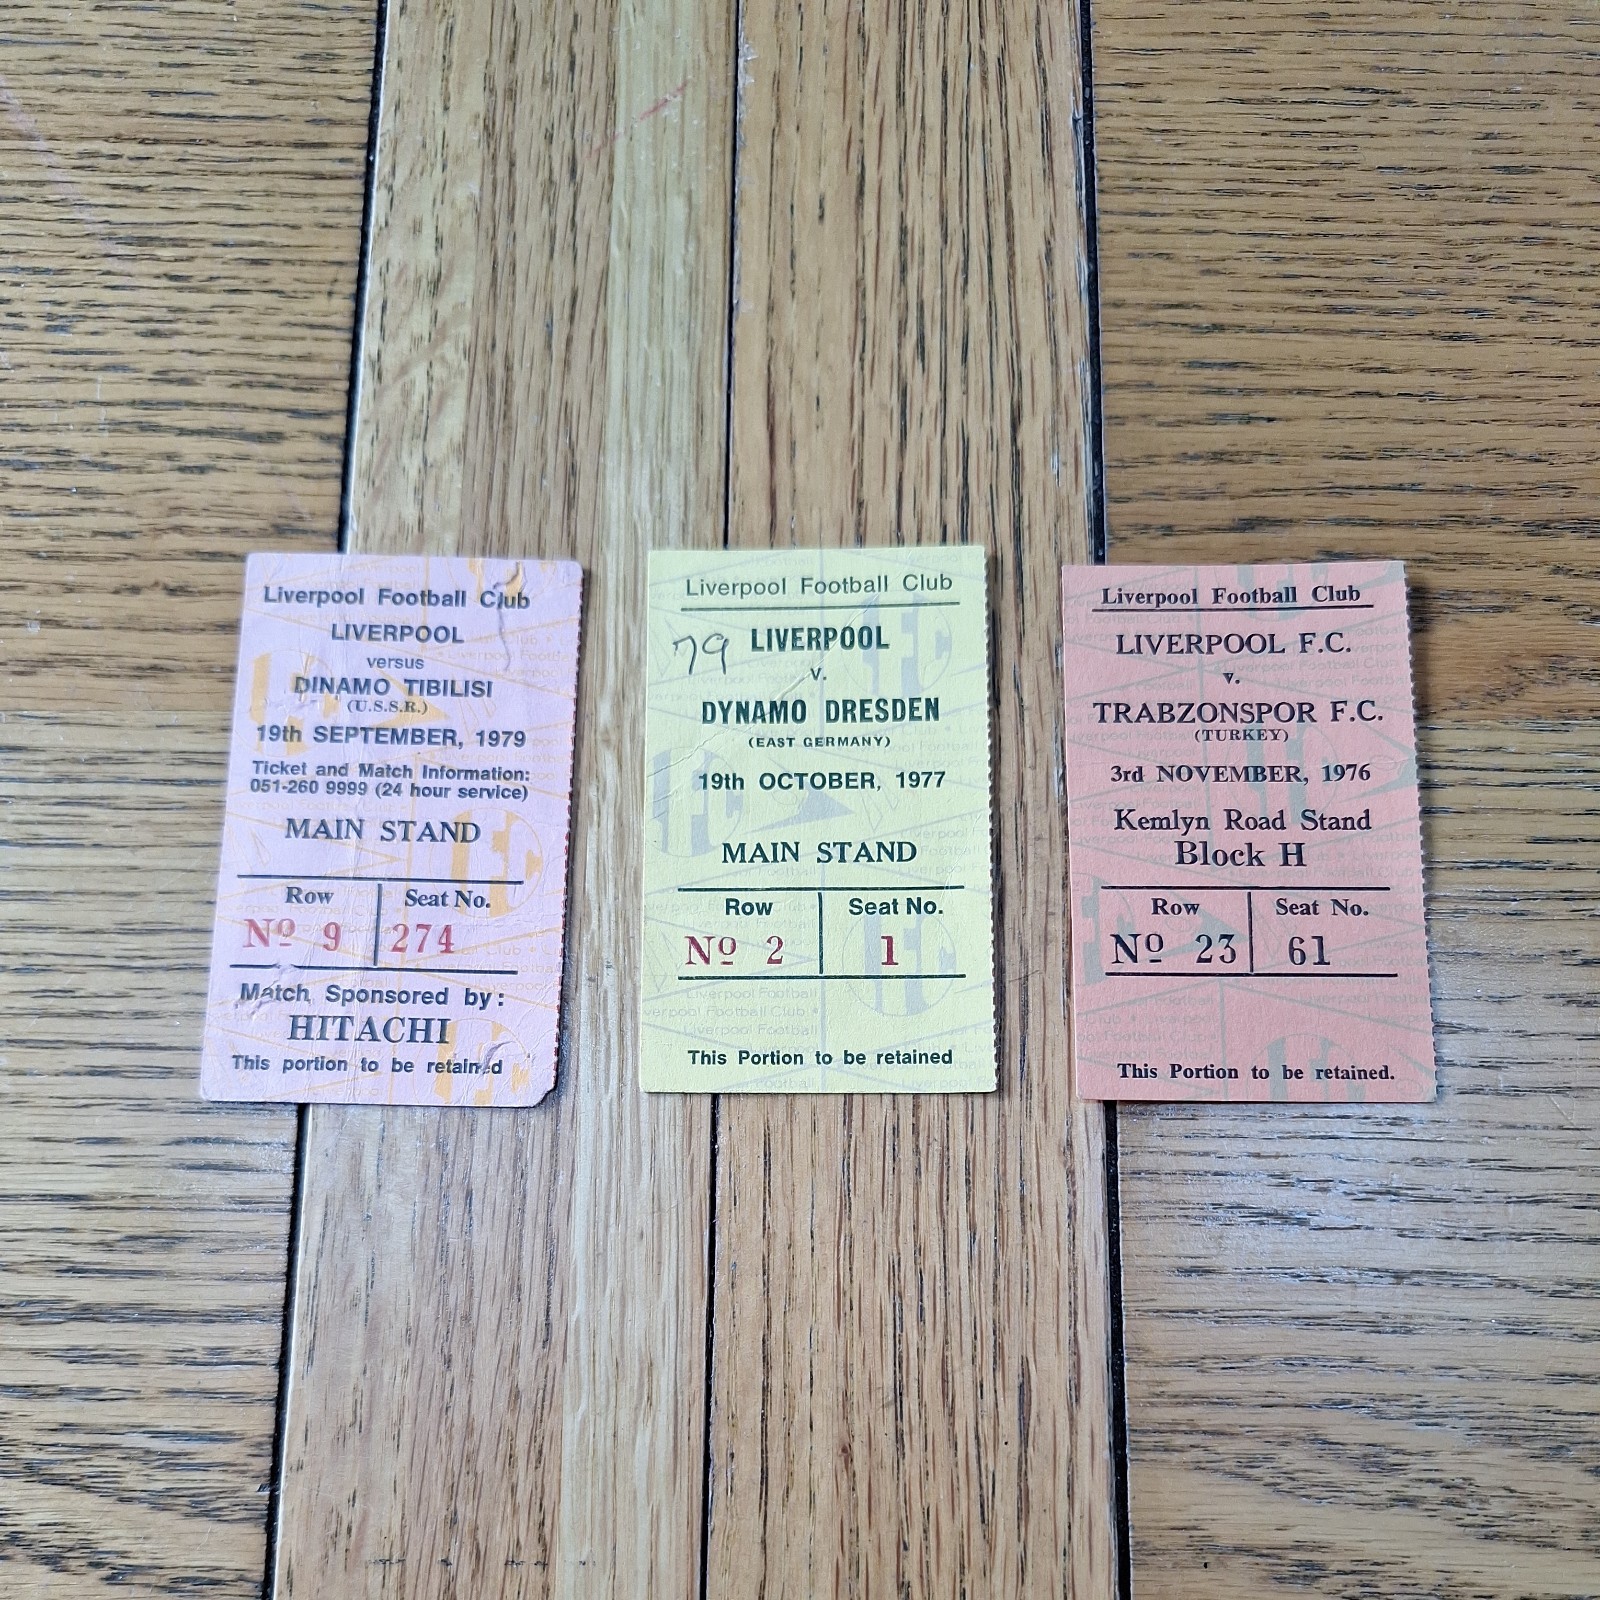 Liverpool Football Club
LIVERPOOL
versus
DINAMO TIBILISI
(U.S.S.R.)
19th SEPTEMBER, 1979
Ticket and Match Information:
051-260 9999 (24 hour service)
MAIN STAND
Row Seat No.
Nº 9 274
Match Sponsored by:
HITACHI
This portion to be retained
Liverpool Football Club
79 LIVERPOOL
v.
DYNAMO DRESDEN
(EAST GERMANY)
19th OCTOBER, 1977
MAIN STAND
Row Seat No.
Nº 2 1
This Portion to be retained
Liverpool Football Club
LIVERPOOL F.C.
v.
TRABZONSPOR F.C.
(TURKEY)
3rd NOVEMBER, 1976
Kemlyn Road Stand
Block H
Row Seat No.
Nº 23 61
This Portion to be retained.